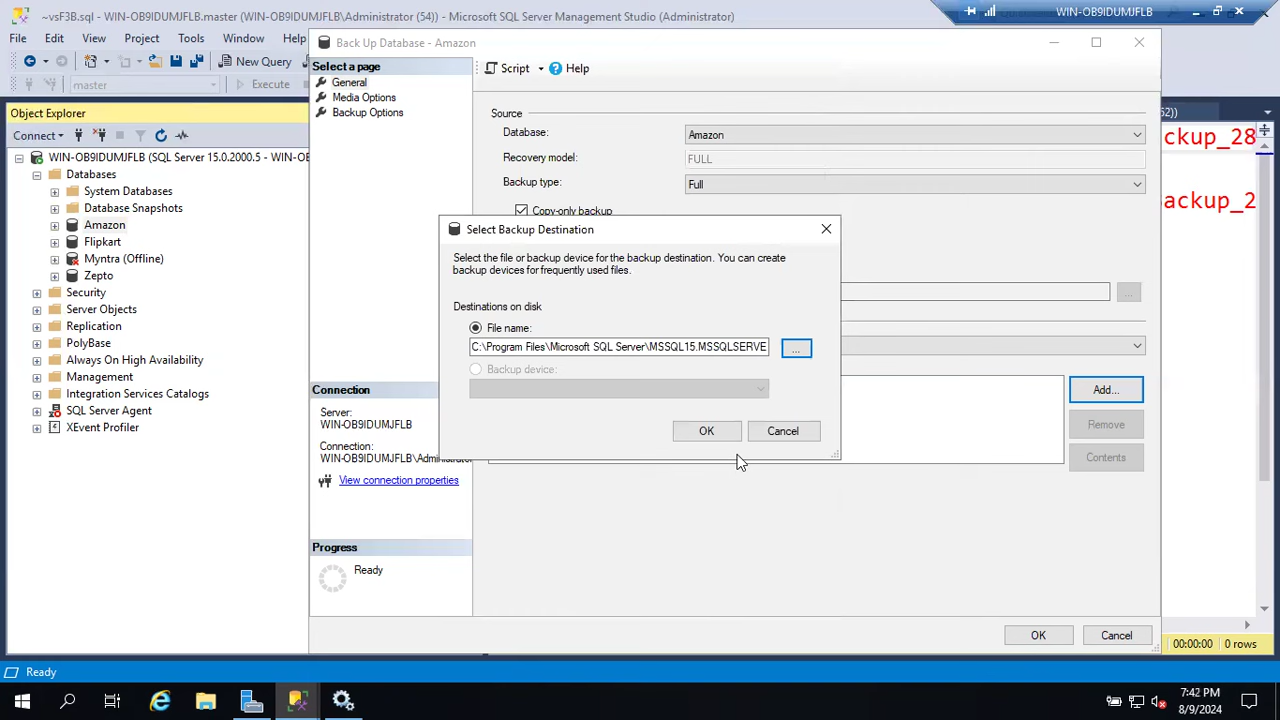 ~vsF3B.sql - WIN-OB9IDUMJFLB.master (WIN-OB9IDUMJFLB\Administrator (54)) - Microsoft SQL Server Management Studio (Administrator)
WIN-OB9IDUMJFLB
File Edit View Project Tools Window
New Query
master
Execute
Object Explorer
Connect
WIN-OB9IDUMJFLB (SQL Server 15.0.2000.5 - WIN-O
Databases
System Databases
Database Snapshots
Amazon
Flipkart
Myntra (Offline)
Zepto
Security
Server Objects
Replication
PolyBase
Always On High Availability
Management
Integration Services Catalogs
SQL Server Agent
XEvent Profiler
Back Up Database - Amazon
Select a page
General
Media Options
Backup Options
Script
Help
Source
Database:
Amazon
Recovery model:
FULL
Backup type:
Full
Copy-only backup
Select Backup Destination
Select the file or backup device for the backup destination. You can create
backup devices for frequently used files.
Destinations on disk
File name:
C:\Program Files\Microsoft SQL Server\MSSQL15.MSSQLSERVE
...
Backup device:
OK
Cancel
...
Add...
Remove
Contents
Connection
Server:
WIN-OB9IDUMJFLB
Connection:
WIN-OB9IDUMJFLB\Administrator
View connection properties
Progress
Ready
OK
Cancel
52))
ckup_28
ackup_2
00:00:00
0 rows
Ready
7:42 PM
8/9/2024